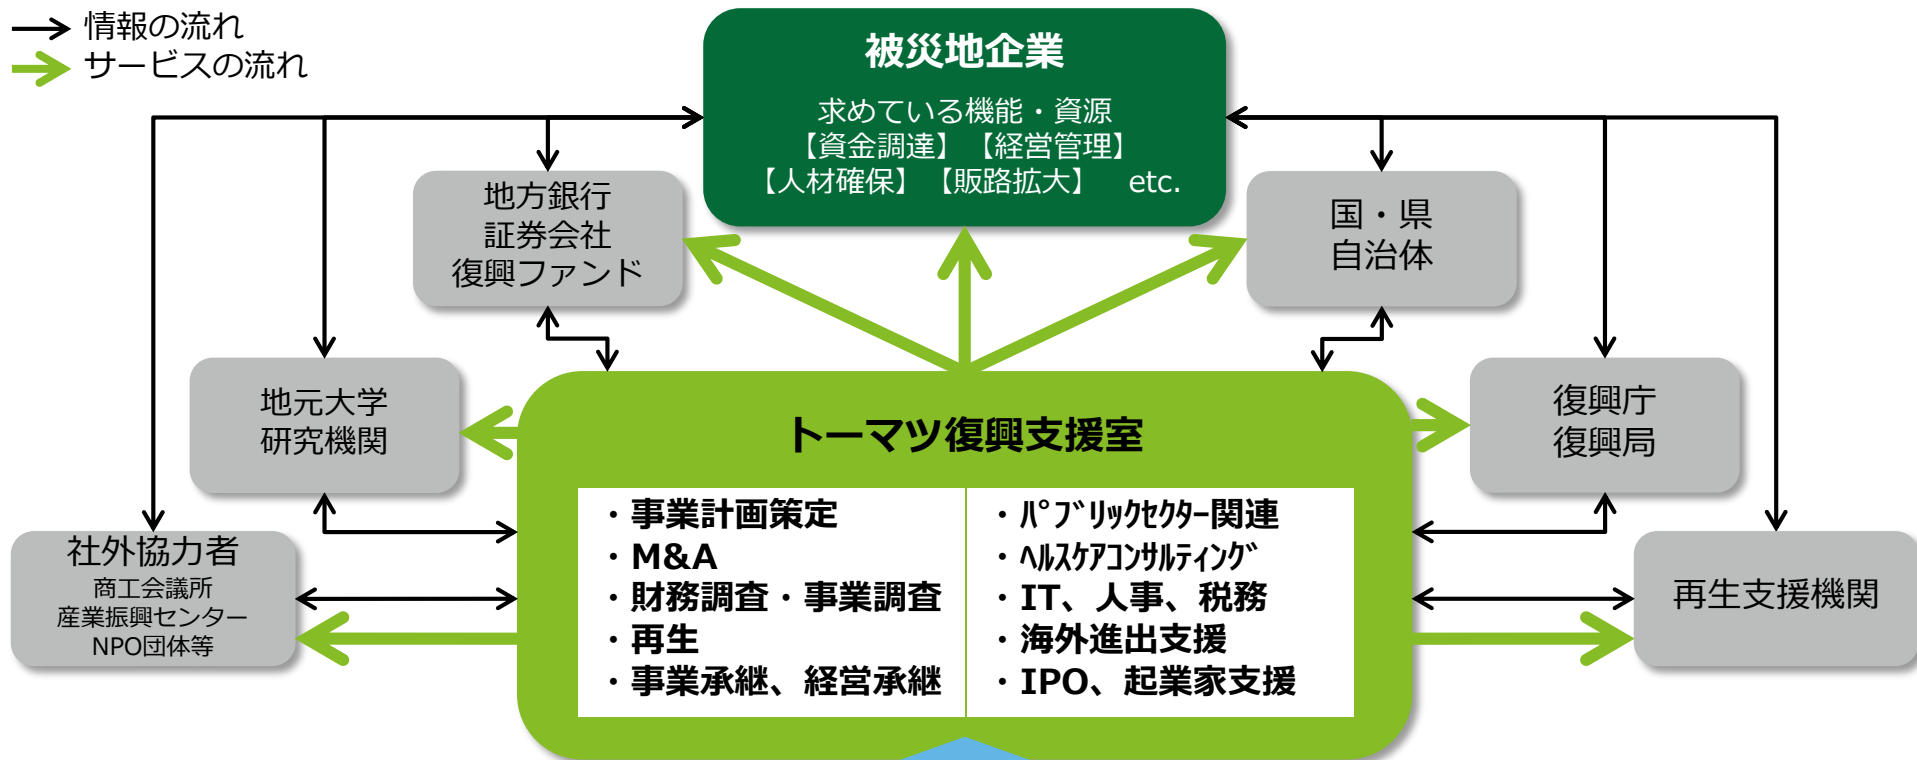 情報の流れ
サービスの流れ
被災地企業
求めている機能・資源
【資金調達】【経営管理】
【人材確保】【販路拡大】 etc.
地方銀行
証券会社
復興ファンド
国・県
自治体
地元大学
研究機関
復興庁
復興局
トーマツ復興支援室
・事業計画策定
・M&A
・財務調査・事業調査
・再生
・事業承継、経営承継
・ﾊﾟﾌﾞﾘｯｸｾｸﾀｰ関連
・ﾍﾙｽｹｱｺﾝｻﾙﾃｨﾝｸﾞ
・IT、人事、税務
・海外進出支援
・IPO、起業家支援
社外協力者
商工会議所
産業振興センター
NPO団体等
再生支援機関